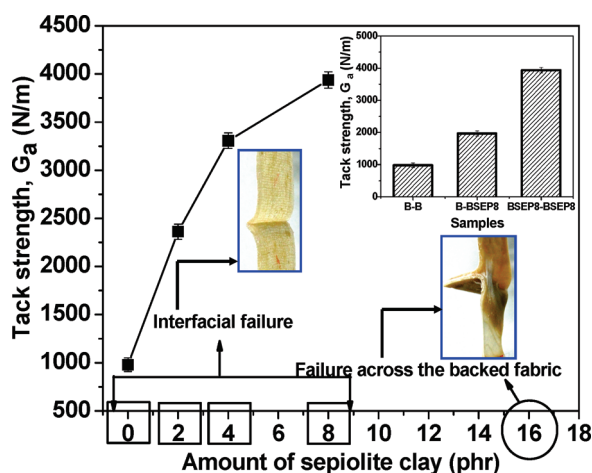 Tack strength, Ga (N/m)
4500
4000
3500
3000
2500
2000
1500
1000
500
Interfacial failure
Failure across the backed fabric
0 2 4 6 8 10 12 14 16 18
Amount of sepiolite clay (phr)
Tack strength, G a (N/m)
5000
4000
3000
2000
1000
0
B-B B-BSEP8 BSEP8-BSEP8
Samples